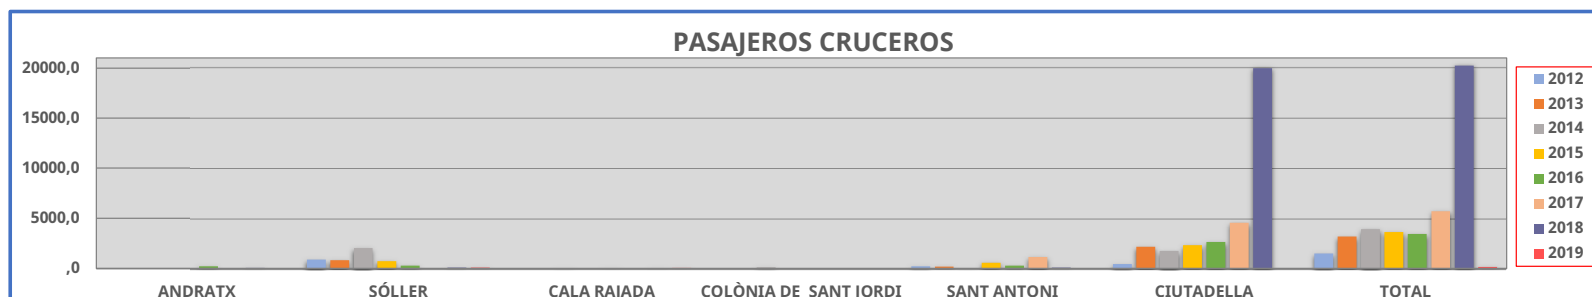 PASAJEROS CRUCEROS
20000,0
15000,0
10000,0
5000,0
,0
ANDRATX
SÓLLER
CALA RAJADA
COLÒNIA DE SANT JORDI
SANT ANTONI
CIUTADELLA
TOTAL
2012
2013
2014
2015
2016
2017
2018
2019